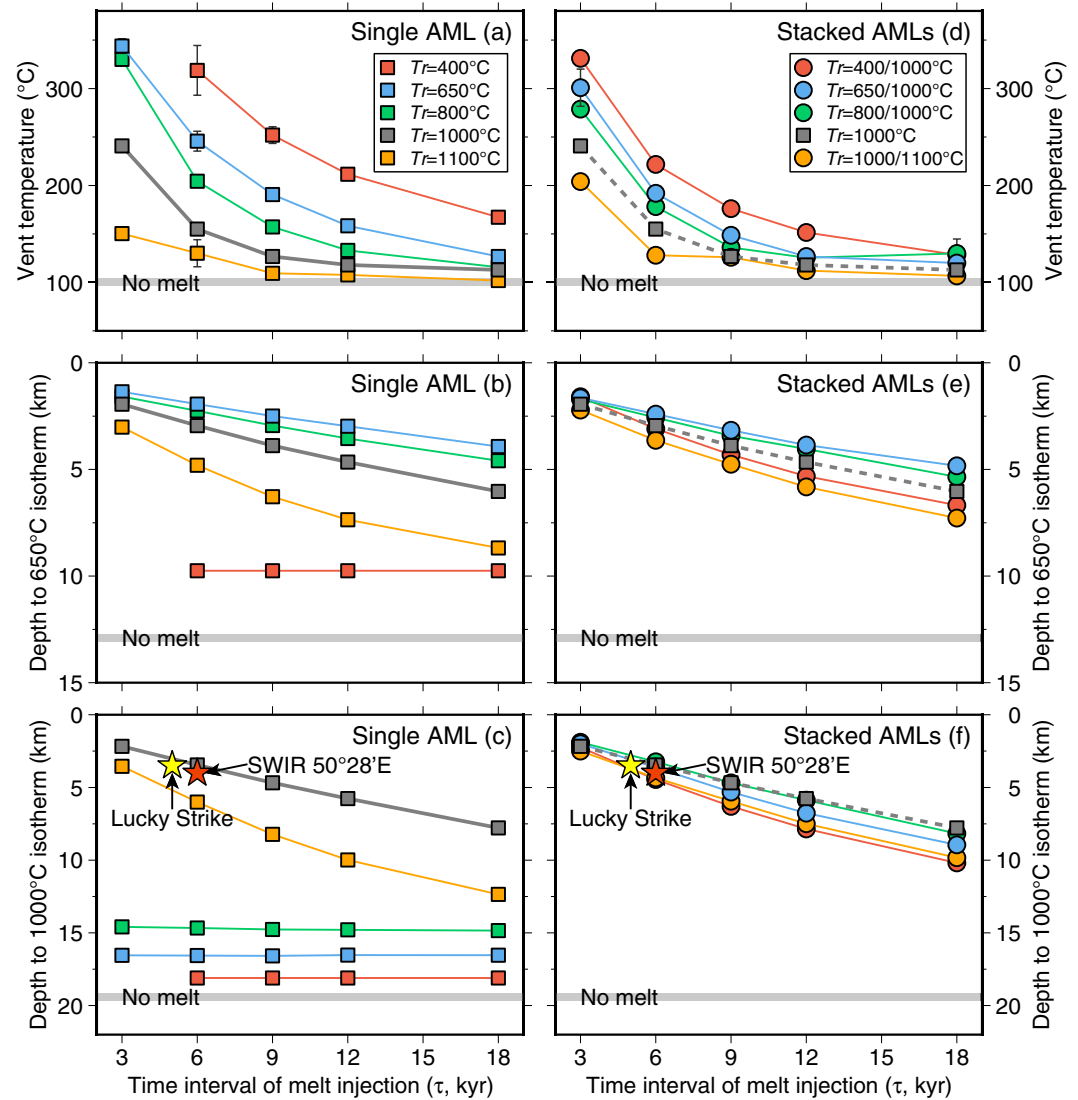 Single AML (a)
Tr=400°C
Tr=650°C
Tr=800°C
Tr=1000°C
Tr=1100°C
No melt
Vent temperature (°C)
300
200
100
Stacked AMLs (d)
Tr=400/1000°C
Tr=650/1000°C
Tr=800/1000°C
Tr=1000°C
Tr=1000/1100°C
No melt
300
200
100
Vent temperature (°C)
Single AML (b)
No melt
Depth to 650°C isotherm (km)
0
5
10
15
Stacked AMLs (e)
No melt
0
5
10
15
Depth to 650°C isotherm (km)
Single AML (c)
SWIR 50°28'E
Lucky Strike
No melt
Depth to 1000°C isotherm (km)
0
5
10
15
20
3 6 9 12 15 18
Time interval of melt injection (τ, kyr)
Stacked AMLs (f)
SWIR 50°28'E
Lucky Strike
No melt
0
5
10
15
20
Depth to 1000°C isotherm (km)
3 6 9 12 15 18
Time interval of melt injection (τ, kyr)